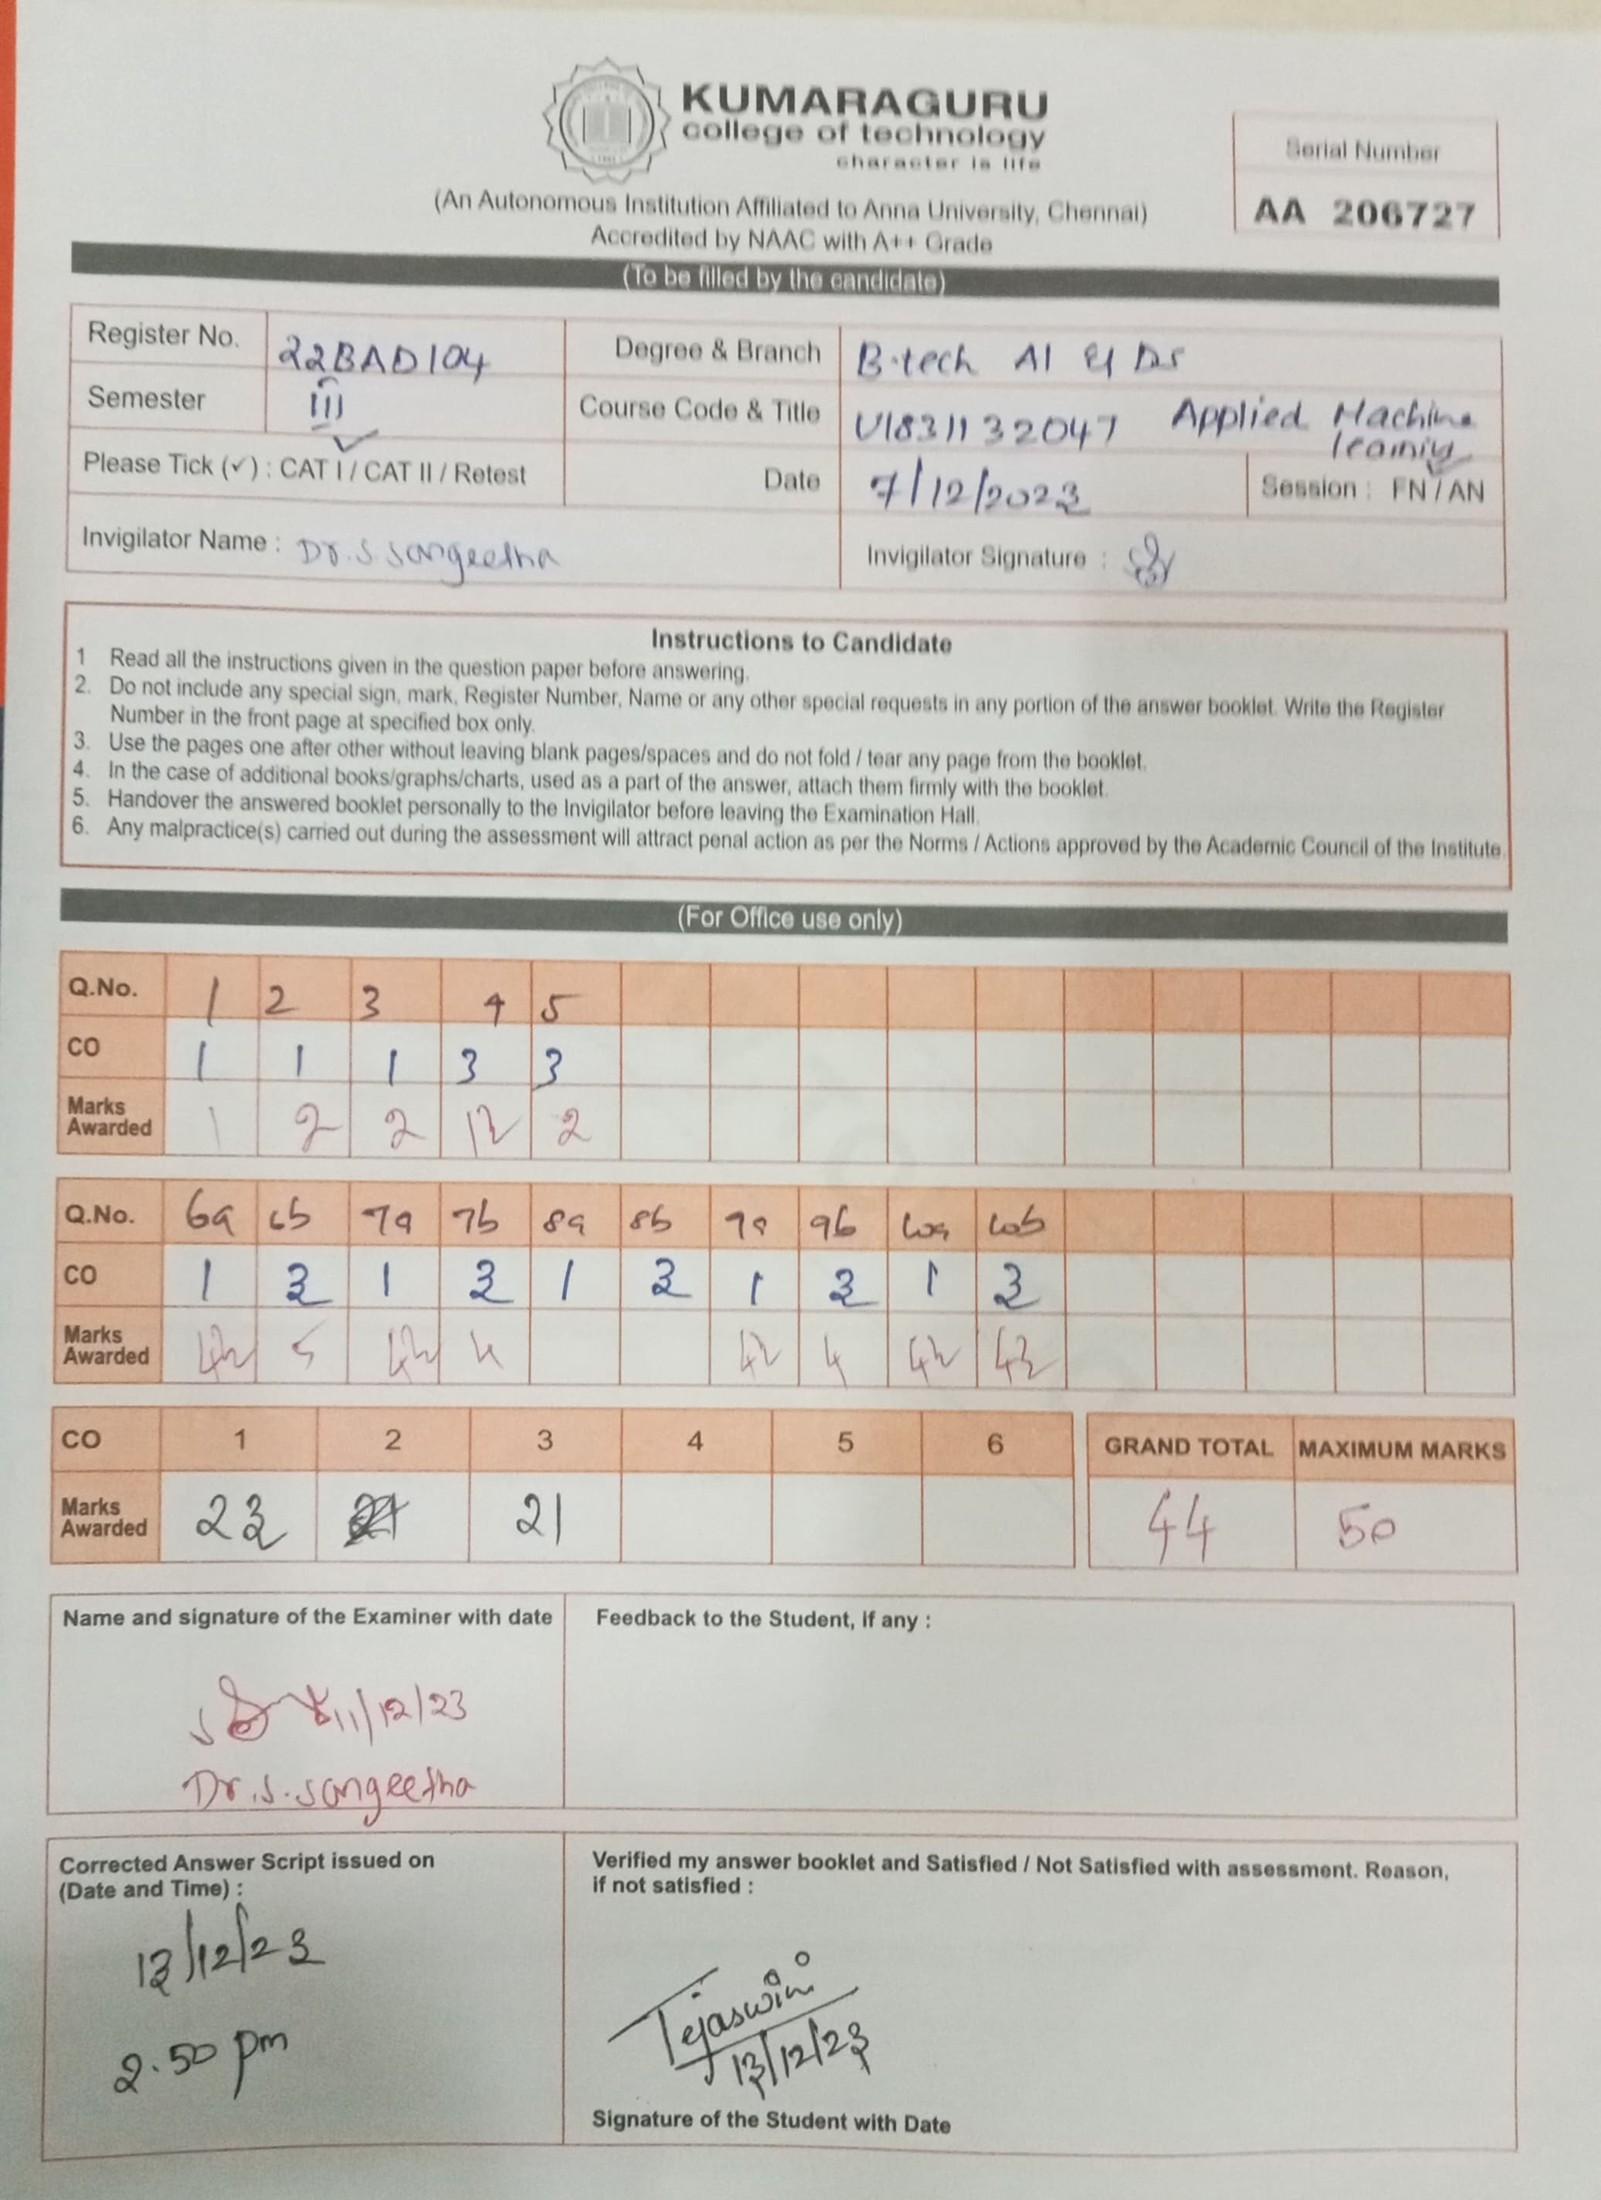 KUMARAGURU
college of technology
character is life
Serial Number
AA 206727
(An Autonomous Institution Affiliated to Anna University, Chennai)
Accredited by NAAC with A++ Grade
(To be filled by the candidate)
Register No. 22BAD104 Degree & Branch B.tech AI & DS
Semester III Course Code & Title U18311 32047 Applied Machine
learning
Please Tick (✓) : CAT I / CAT II / Retest Date 7/12/2023 Session : FN / AN
Invigilator Name : Dr. S. Sangeetha Invigilator Signature :
Instructions to Candidate
1 Read all the instructions given in the question paper before answering.
2. Do not include any special sign, mark, Register Number, Name or any other special requests in any portion of the answer booklet. Write the Register
Number in the front page at specified box only.
3. Use the pages one after other without leaving blank pages/spaces and do not fold / tear any page from the booklet.
4. In the case of additional books/graphs/charts, used as a part of the answer, attach them firmly with the booklet.
5. Handover the answered booklet personally to the Invigilator before leaving the Examination Hall.
6. Any malpractice(s) carried out during the assessment will attract penal action as per the Norms / Actions approved by the Academic Council of the Institute.
(For Office use only)
Q.No. 1 2 3 4 5
CO 1 1 1 3 3
Marks
Awarded 1 2 2 1½ 2
Q.No. 6a 6b 7a 7b 8a 8b 9a 9b 10a 10b
CO 1 3 1 3 1 3 1 3 1 3
Marks
Awarded 4½ 5 4½ 4 4½ 4 4½ 4½
CO 1 2 3 4 5 6 GRAND TOTAL MAXIMUM MARKS
Marks
Awarded 23 21 44 50
Name and signature of the Examiner with date Feedback to the Student, if any :
11/12/23
Dr. S. Sangeetha
Corrected Answer Script issued on
(Date and Time) :
13/12/23
2.50 pm
Verified my answer booklet and Satisfied / Not Satisfied with assessment. Reason,
if not satisfied :
Tejaswini
13/12/23
Signature of the Student with Date